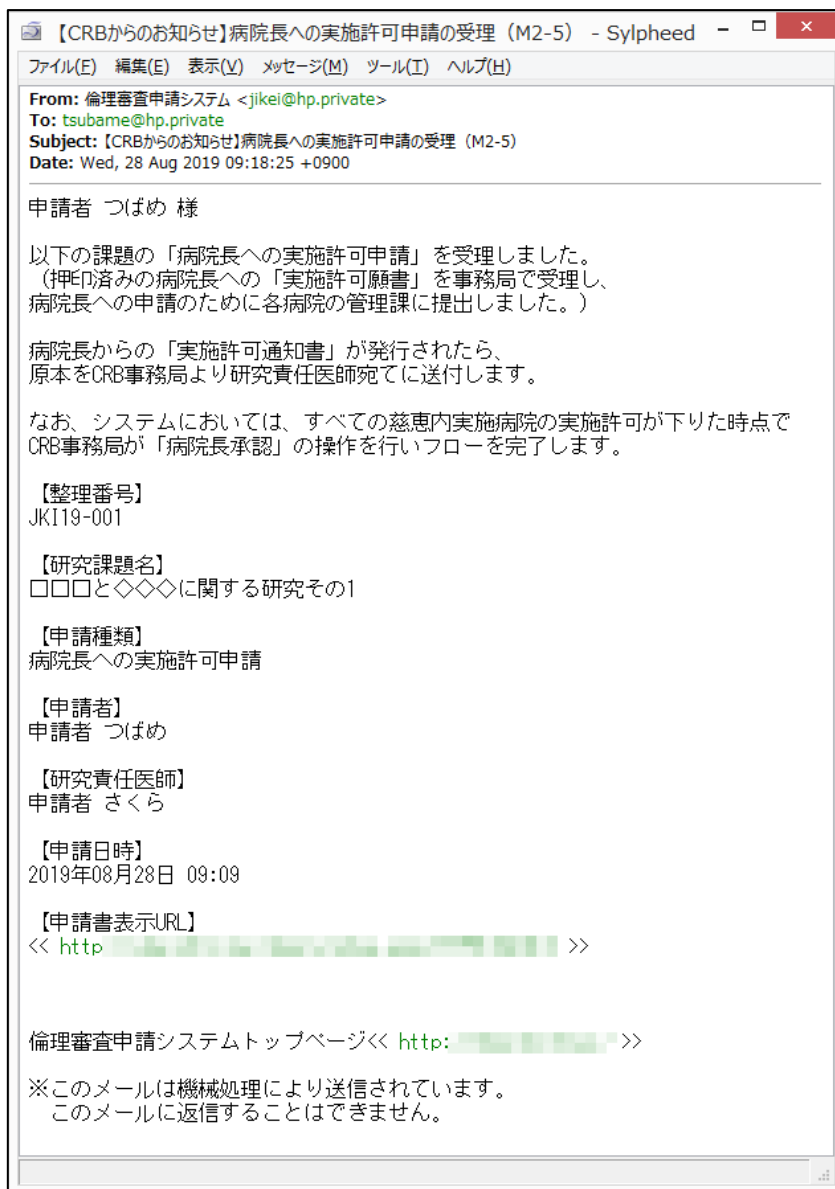 【CRBからのお知らせ】病院長への実施許可申請の受理（M2-5） - Sylpheed
ファイル(F) 編集(E) 表示(V) メッセージ(M) ツール(T) ヘルプ(H)
From: 倫理審査申請システム <jikei@hp.private>
To: tsubame@hp.private
Subject: 【CRBからのお知らせ】病院長への実施許可申請の受理（M2-5）
Date: Wed, 28 Aug 2019 09:18:25 +0900
申請者 つばめ 様
以下の課題の「病院長への実施許可申請」を受理しました。
（押印済みの病院長への「実施許可願書」を事務局で受理し、
病院長への申請のために各病院の管理課に提出しました。）
病院長からの「実施許可通知書」が発行されたら、
原本をCRB事務局より研究責任医師宛てに送付します。
なお、システムにおいては、すべての慈恵内実施病院の実施許可が下りた時点で
CRB事務局が「病院長承認」の操作を行いフローを完了します。
【整理番号】
JKI19-001
【研究課題名】
□□□と◇◇◇に関する研究その1
【申請種類】
病院長への実施許可申請
【申請者】
申請者 つばめ
【研究責任医師】
申請者 さくら
【申請日時】
2019年08月28日 09:09
【申請書表示URL】
<< http >>
倫理審査申請システムトップページ<< http: >>
※このメールは機械処理により送信されています。
このメールに返信することはできません。